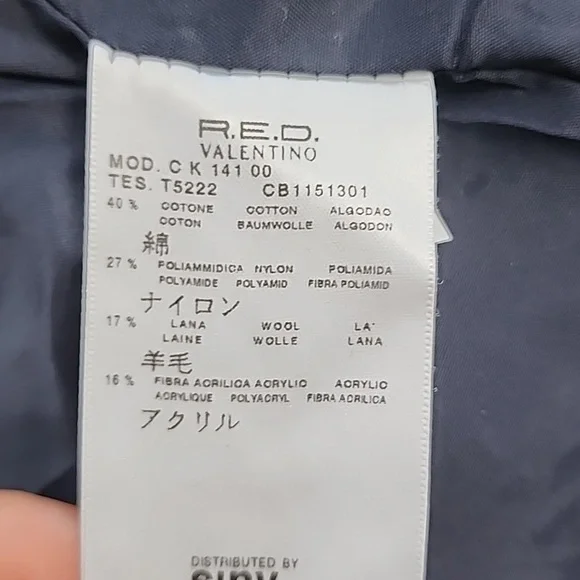 R.E.D.
VALENTINO
MOD. C K 141 00
TES. T5222 CB1151301
40 % COTONE COTTON ALGODAO
COTON BAUMWOLLE ALGODON
綿
27 % POLIAMMIDICA NYLON POLIAMIDA
POLYAMIDE POLYAMID FIBRA POLIAMID
ナイロン
17 % LANA WOOL LA'
LAINE WOLLE LANA
羊毛
16 % FIBRA ACRILICA ACRYLIC ACRYLIC
ACRYLIQUE POLYACRYL FIBRA ACRILICA
アクリル
DISTRIBUTED BY